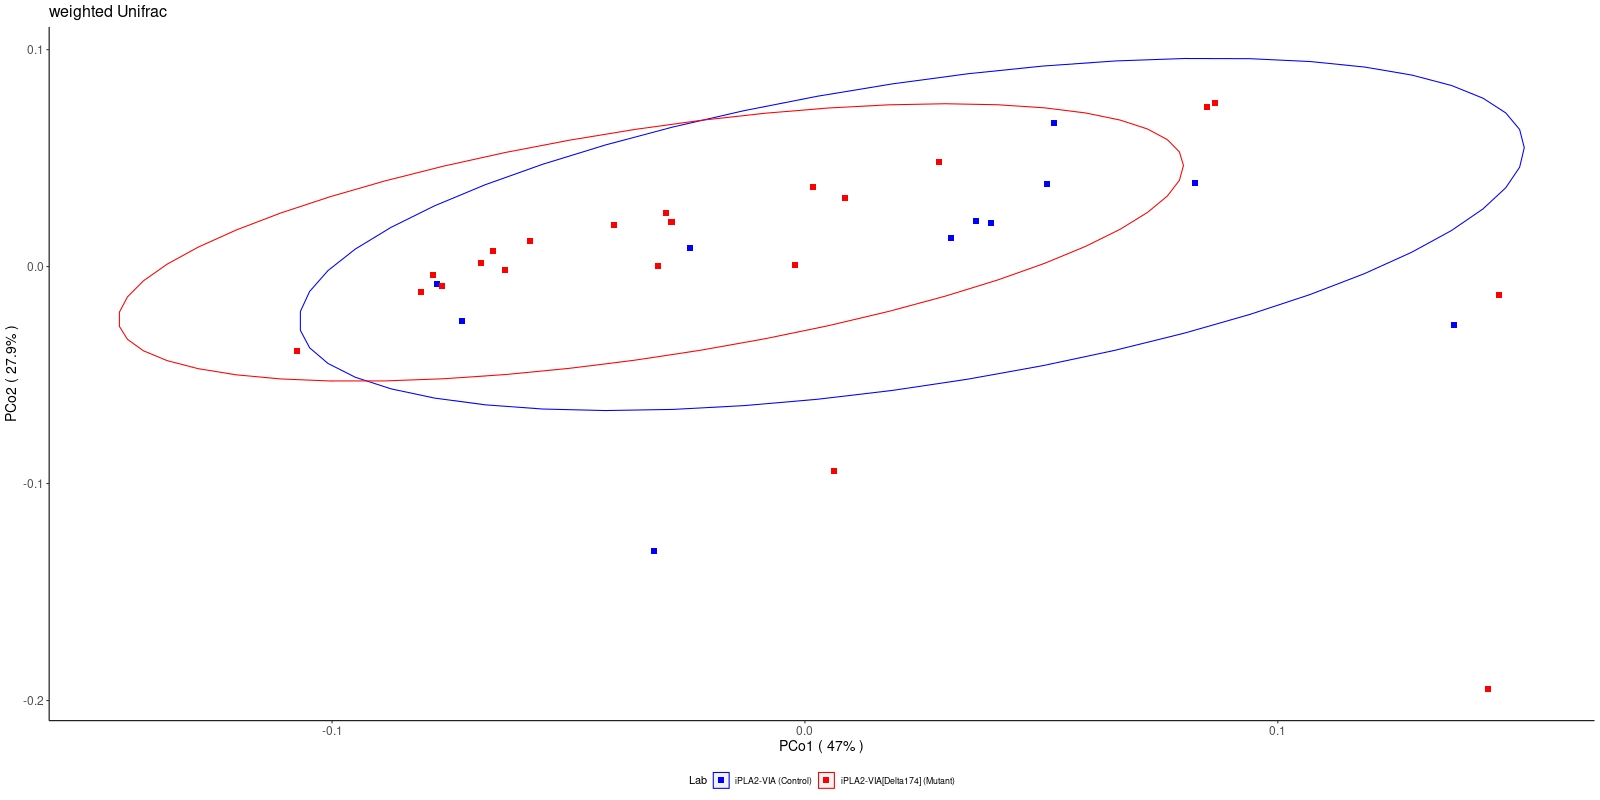 weighted Unifrac
0.1
0.0
-0.1
-0.2
PCo2 ( 27.9% )
-0.1
0.0
0.1
PCo1 ( 47% )
Lab iPLA2-VIA (Control) iPLA2-VIA[Delta174] (Mutant)